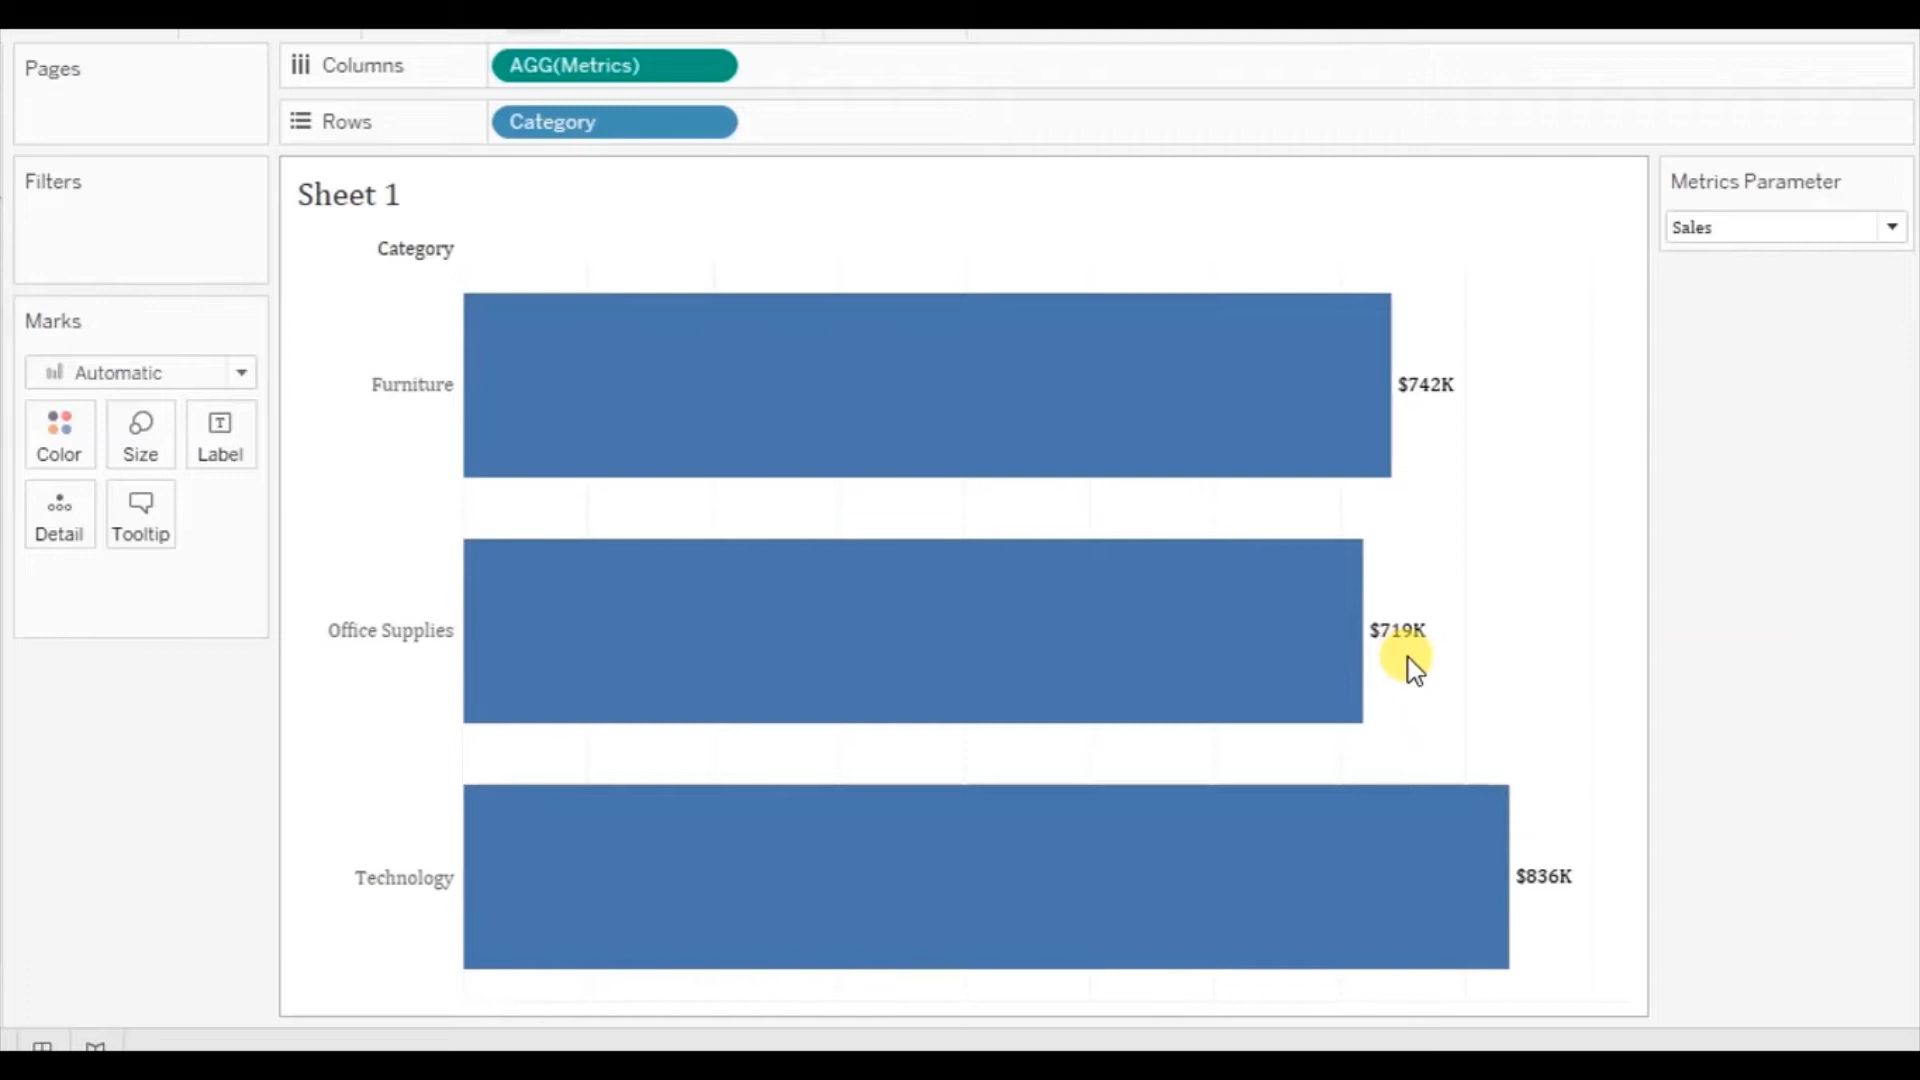 Pages
Columns
AGG(Metrics)
Rows
Category
Filters
Sheet 1
Metrics Parameter
Sales
Category
Marks
Automatic
Color
Size
Label
Detail
Tooltip
Furniture
$742K
Office Supplies
$719K
Technology
$836K